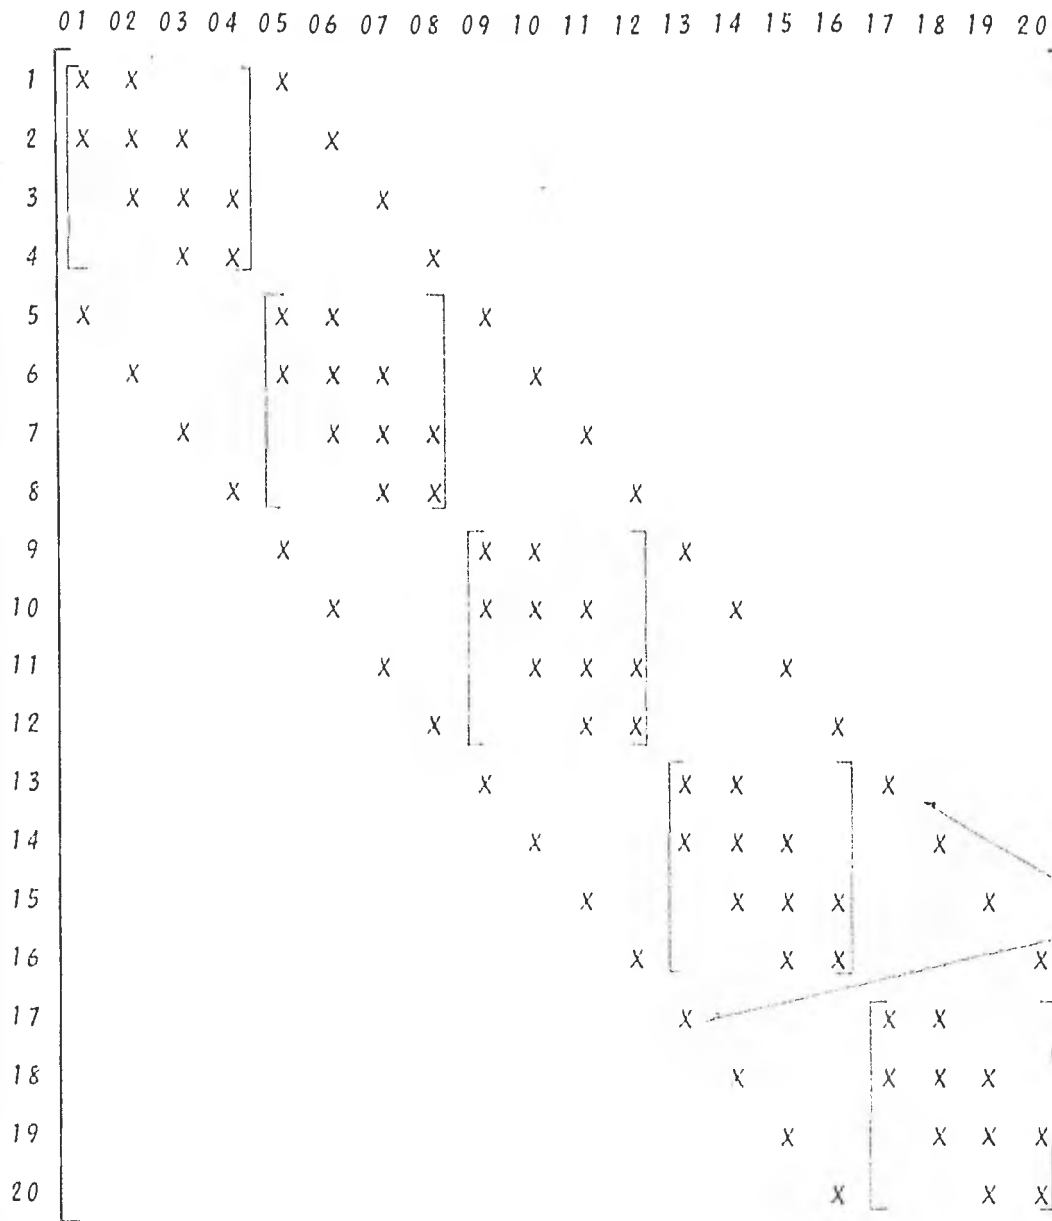 01 02 03 04 05 06 07 08 09 10 11 12 13 14 15 16 17 18 19 20
1 X X X
2 X X X X
3 X X X X
4 X X X
5 X X X X
6 X X X X X
7 X X X X X
8 X X X X
9 X X X X
10 X X X X X
11 X X X X X
12 X X X X
13 X X X X
14 X X X X X
15 X X X X X
16 X X X X
17 X X X
18 X X X X
19 X X X X
20 X X X